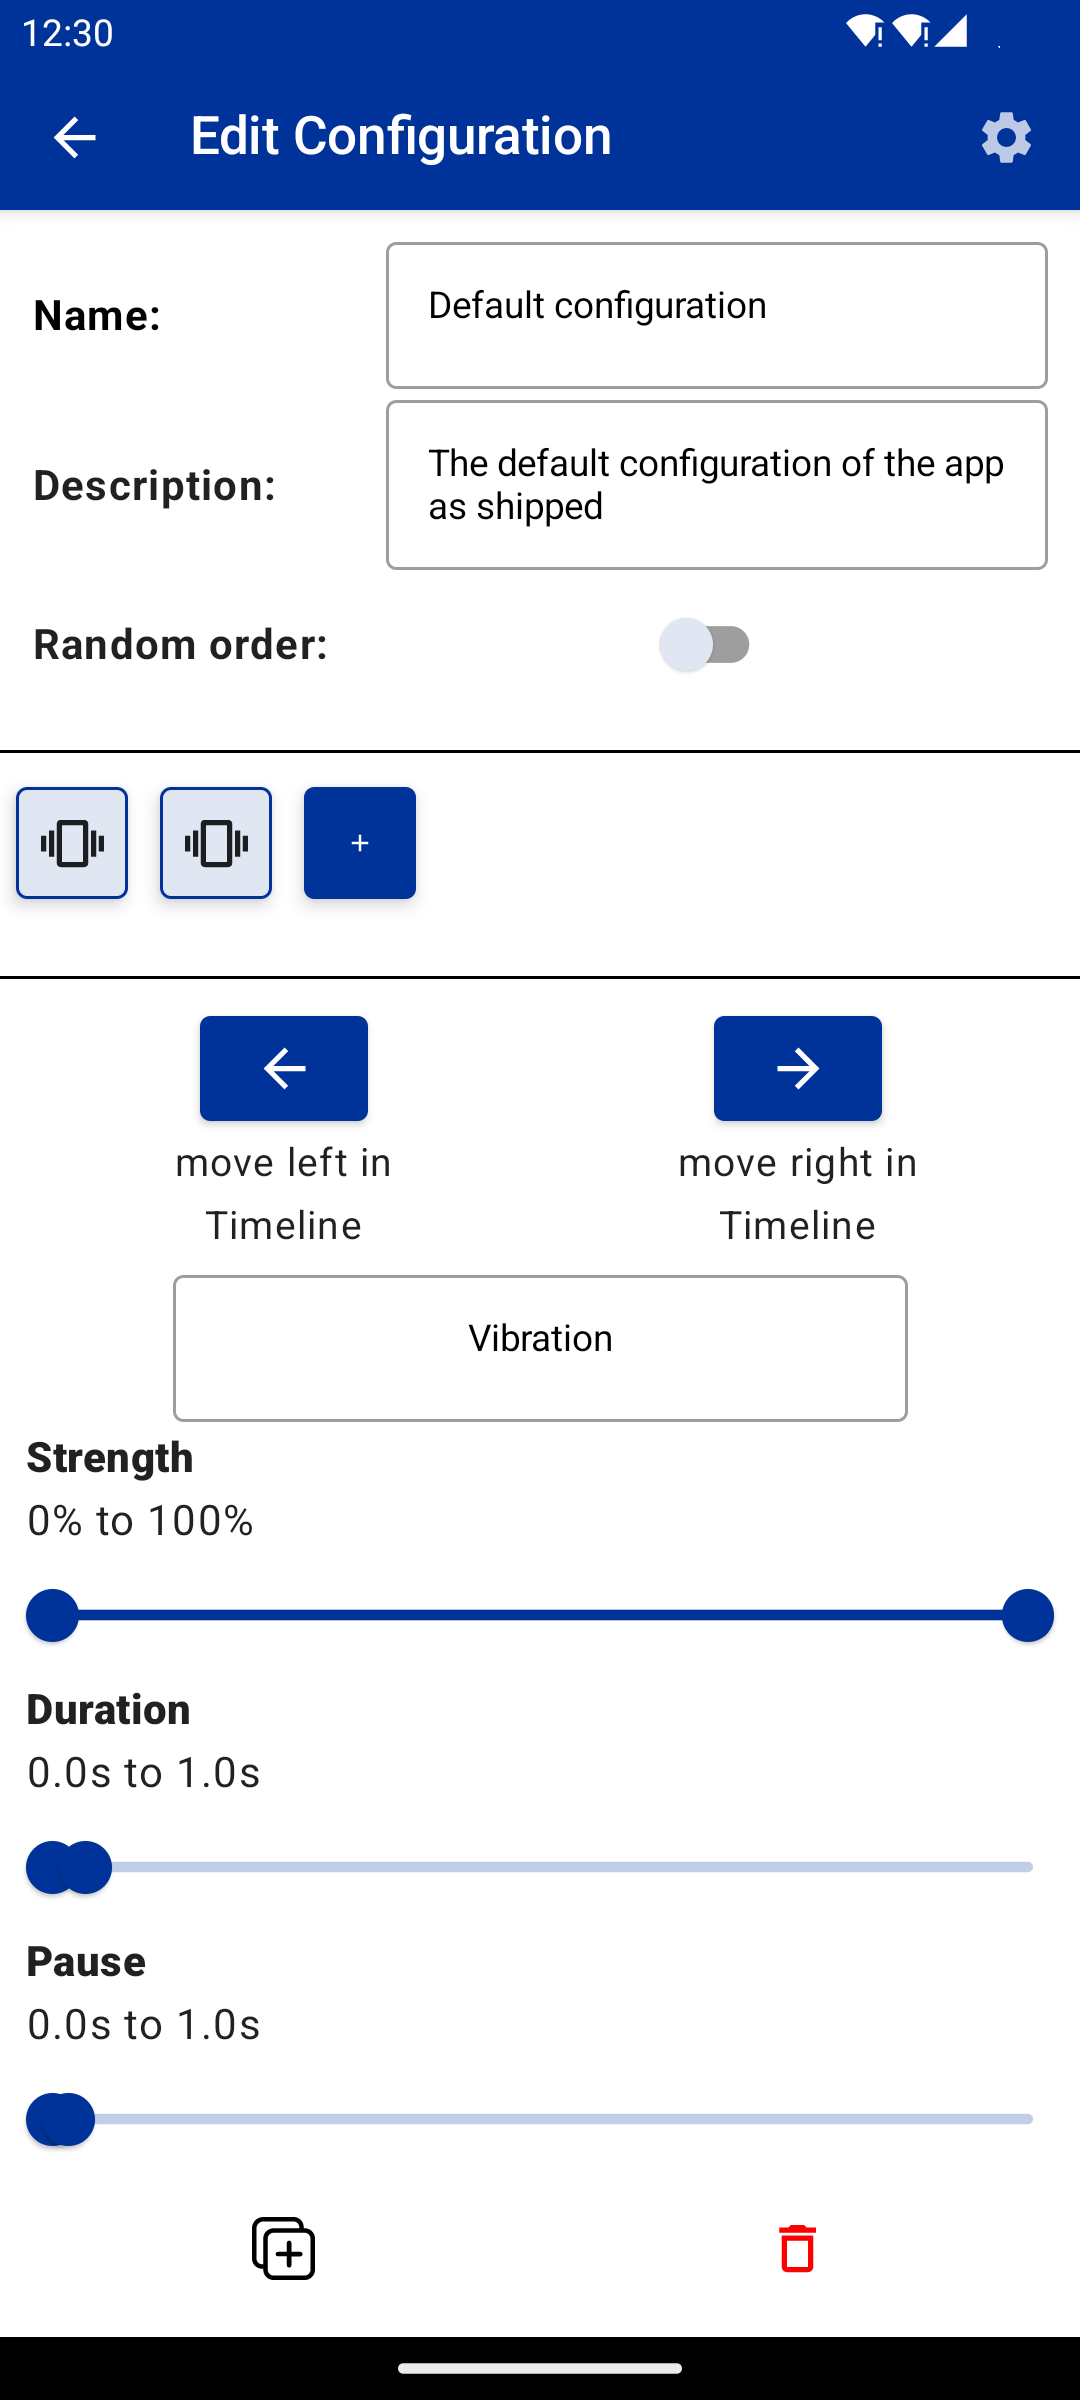 12:30
Edit Configuration
Name:
Default configuration
Description:
The default configuration of the app
as shipped
Random order:
+
move left in
Timeline
move right in
Timeline
Vibration
Strength
0% to 100%
Duration
0.0s to 1.0s
Pause
0.0s to 1.0s